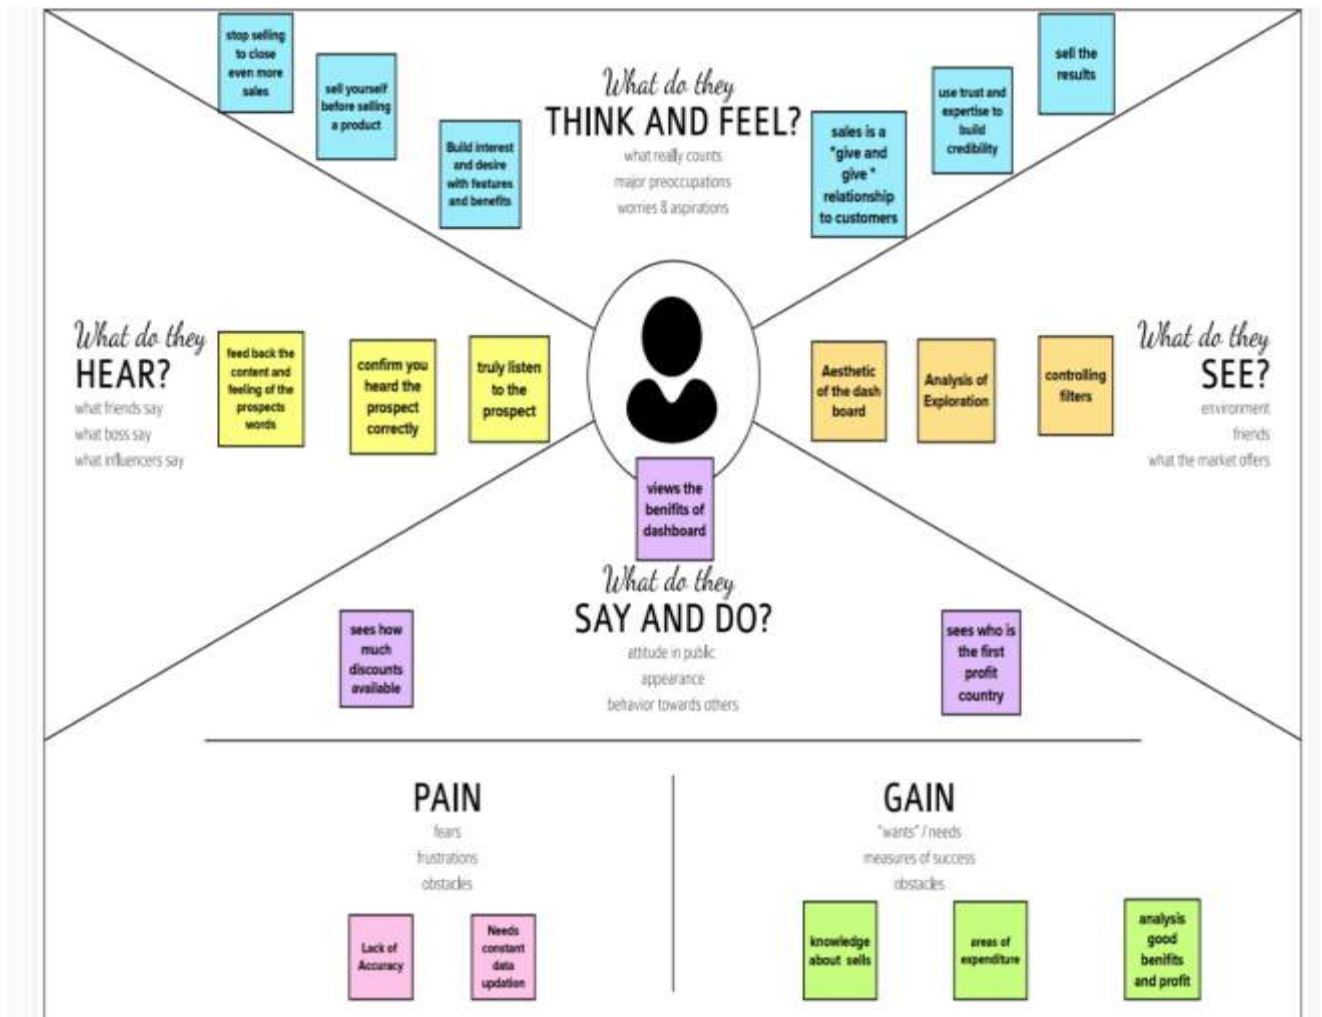 stop selling
to close
even more
sales
sell yourself
before selling
a product
Build interest
and desire
with features
and benefits
What do they
THINK AND FEEL?
what really counts
major preoccupations
worries & aspirations
sales is a
"give and
give "
relationship
to customers
use trust and
expertise to
build
credibility
sell the
results
What do they
HEAR?
what friends say
what boss say
what influencers say
feed back the
content and
feeling of the
prospects
words
confirm you
heard the
prospect
correctly
truly listen
to the
prospect
Aesthetic
of the dash
board
Analysis of
Exploration
controlling
filters
What do they
SEE?
environment
friends
what the market offers
views the
benifits of
dashboard
What do they
SAY AND DO?
attitude in public
appearance
behavior towards others
sees how
much
discounts
available
sees who is
the first
profit
country
PAIN
fears
frustrations
obstacles
Lack of
Accuracy
Needs
constant
data
updation
GAIN
"wants" / needs
measures of success
obstacles
knowledge
about sells
areas of
expenditure
analysis
good
benifits
and profit